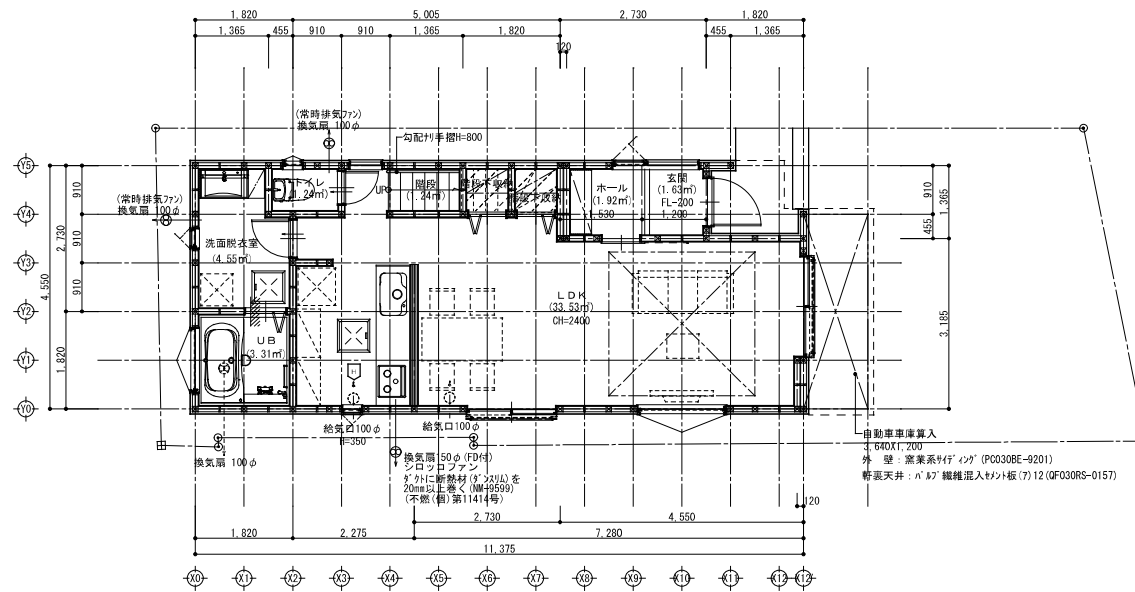 1,820
5,005
2,730
1,820
1,365
455
910
910
1,365
1,820
455
1,365
120
(常時排気ファン)
換気扇 100φ
勾配ナリ手摺H=800
Y5
Y4
Y3
Y2
Y1
Y0
4,550
2,730
1,820
910
910
910
(常時排気ファン)
換気扇 100φ
トイレ
(1.24㎡)
UP
階段
(1.24㎡)
階段下収納
ホール
(1.92㎡)
1,530
玄関
(1.63㎡)
FL-200
1,200
910
455
1,365
3,185
洗面脱衣室
(4.55㎡)
UB
(3.31㎡)
LDK
(33.53㎡)
CH=2400
H
換気扇 100φ
給気口100φ
H=350
給気口100φ
換気扇150φ(FD付)
シロッコファン
ダクトに断熱材(ダンスリム)を
20mm以上巻く(NM-9599)
(不燃(個)第11414号)
自動車車庫算入
3,640X1,200
外 壁：窯業系サイディング(PC030BE-9201)
軒裏天井：パルプ繊維混入セメント板(ア)12(QF030RS-0157)
120
2,730
4,550
1,820
2,275
7,280
11,375
X0
X1
X2
X3
X4
X5
X6
X7
X8
X9
X10
X11
X12
X12